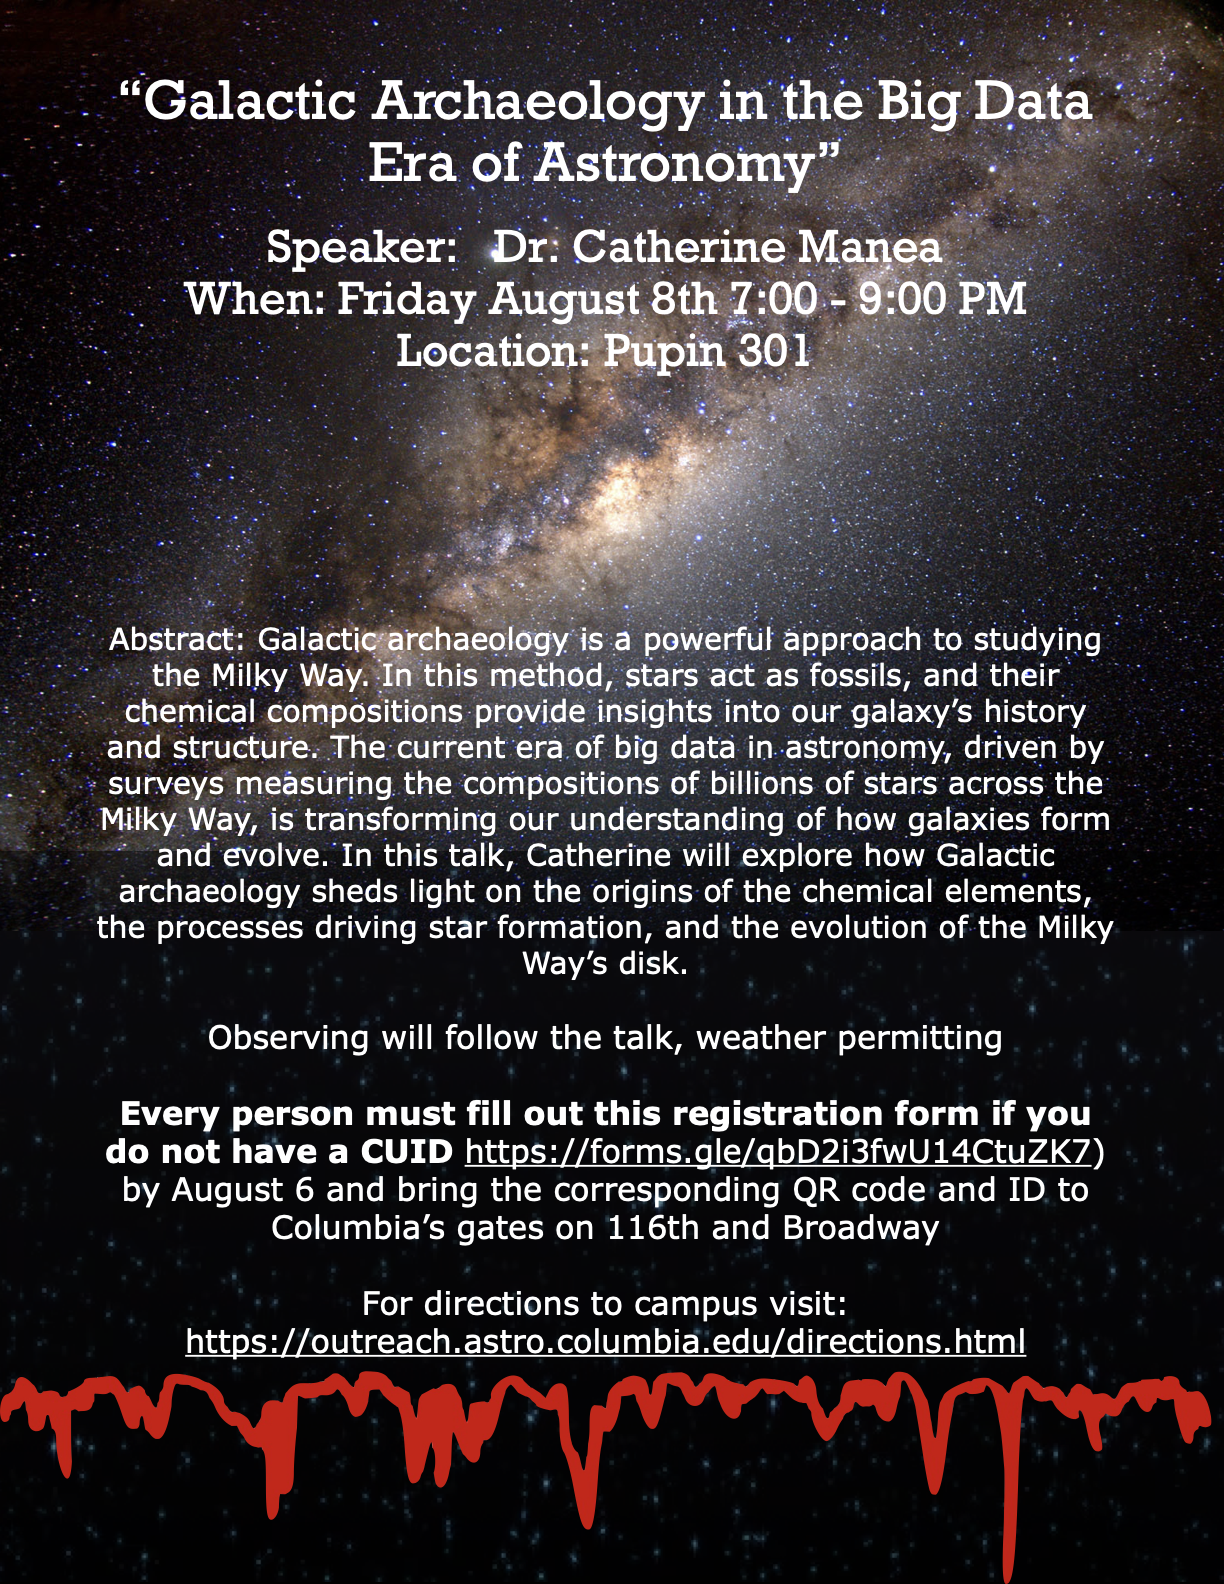 “Galactic Archaeology in the Big Data
Era of Astronomy”
Speaker: Dr. Catherine Manea
When: Friday August 8th 7:00 - 9:00 PM
Location: Pupin 301
Abstract: Galactic archaeology is a powerful approach to studying
the Milky Way. In this method, stars act as fossils, and their
chemical compositions provide insights into our galaxy’s history
and structure. The current era of big data in astronomy, driven by
surveys measuring the compositions of billions of stars across the
Milky Way, is transforming our understanding of how galaxies form
and evolve. In this talk, Catherine will explore how Galactic
archaeology sheds light on the origins of the chemical elements,
the processes driving star formation, and the evolution of the Milky
Way’s disk.
Observing will follow the talk, weather permitting
Every person must fill out this registration form if you
do not have a CUID https://forms.gle/qbD2i3fwU14CtuZK7)
by August 6 and bring the corresponding QR code and ID to
Columbia’s gates on 116th and Broadway
For directions to campus visit:
https://outreach.astro.columbia.edu/directions.html